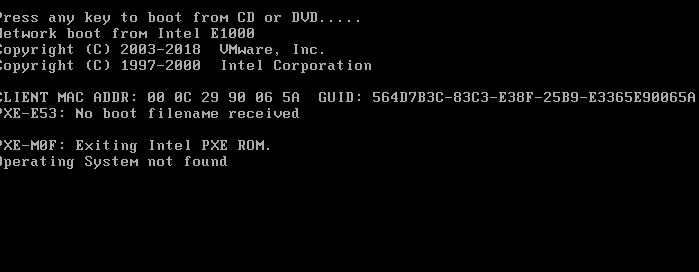 Press any key to boot from CD or DVD.....
Network boot from Intel E1000
Copyright (C) 2003-2018  VMware, Inc.
Copyright (C) 1997-2000  Intel Corporation
CLIENT MAC ADDR: 00 0C 29 90 06 5A  GUID: 564D7B3C-83C3-E38F-25B9-E3365E90065A
PXE-E53: No boot filename received
PXE-M0F: Exiting Intel PXE ROM.
Operating System not found